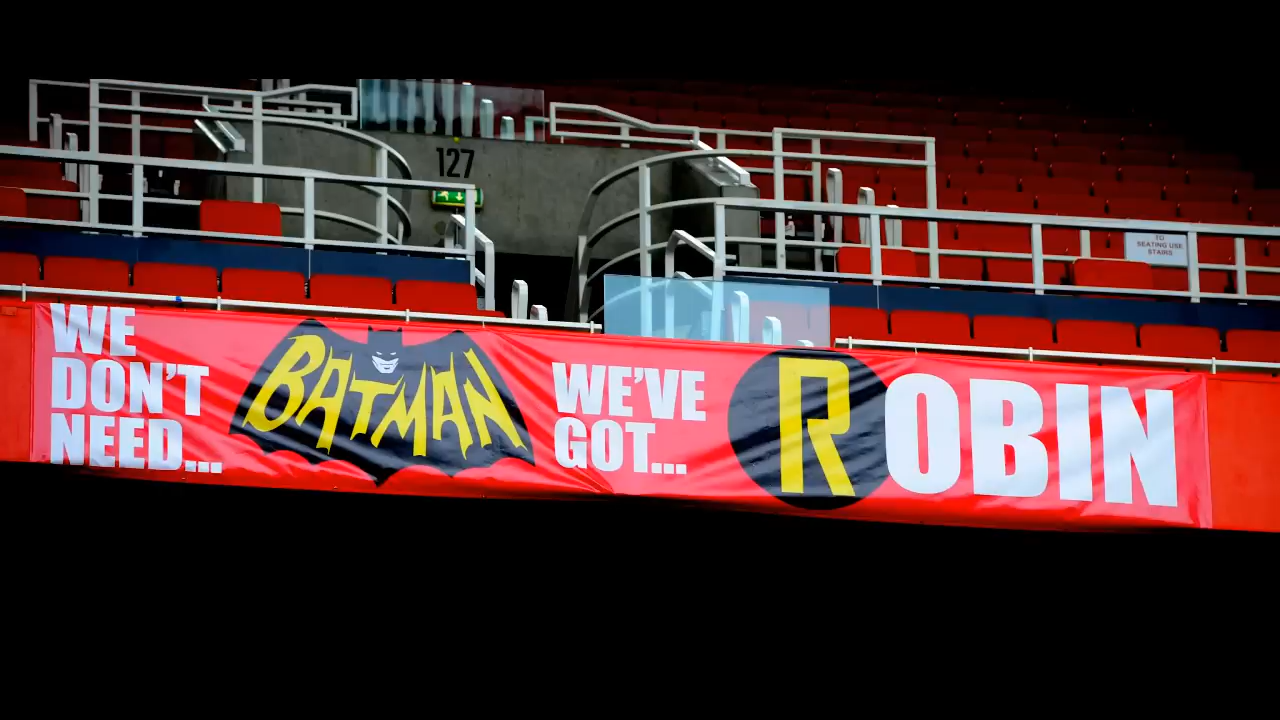 127
TO
SEATING USE
STAIRS
WE
DON'T
NEED...
BATMAN
WE'VE
GOT...
ROBIN